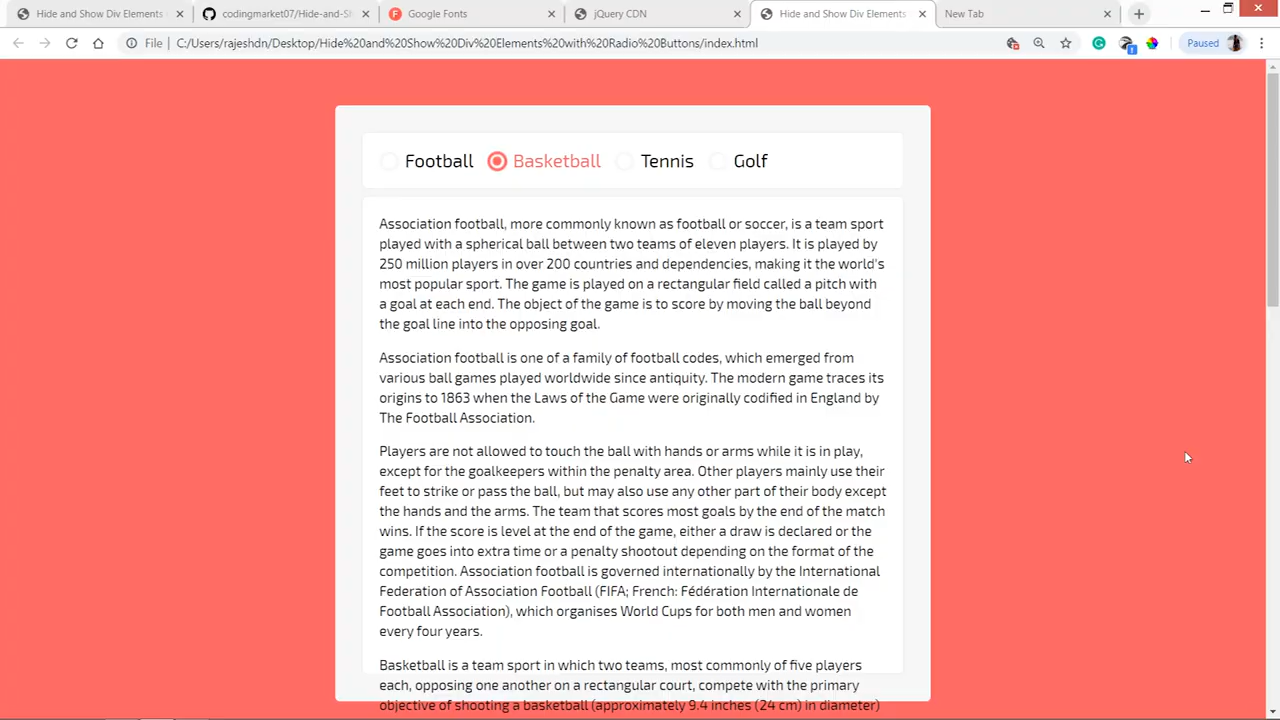 Hide and Show Div Elements
codingmarket07/Hide-and-Sh
Google Fonts
jQuery CDN
Hide and Show Div Elements
New Tab
File
C:/Users/rajeshdn/Desktop/Hide%20and%20Show%20Div%20Elements%20with%20Radio%20Buttons/index.html
Paused
Football
Basketball
Tennis
Golf
Association football, more commonly known as football or soccer, is a team sport
played with a spherical ball between two teams of eleven players. It is played by
250 million players in over 200 countries and dependencies, making it the world's
most popular sport. The game is played on a rectangular field called a pitch with
a goal at each end. The object of the game is to score by moving the ball beyond
the goal line into the opposing goal.
Association football is one of a family of football codes, which emerged from
various ball games played worldwide since antiquity. The modern game traces its
origins to 1863 when the Laws of the Game were originally codified in England by
The Football Association.
Players are not allowed to touch the ball with hands or arms while it is in play,
except for the goalkeepers within the penalty area. Other players mainly use their
feet to strike or pass the ball, but may also use any other part of their body except
the hands and the arms. The team that scores most goals by the end of the match
wins. If the score is level at the end of the game, either a draw is declared or the
game goes into extra time or a penalty shootout depending on the format of the
competition. Association football is governed internationally by the International
Federation of Association Football (FIFA; French: Fédération Internationale de
Football Association), which organises World Cups for both men and women
every four years.
Basketball is a team sport in which two teams, most commonly of five players
each, opposing one another on a rectangular court, compete with the primary
objective of shooting a basketball (approximately 9.4 inches (24 cm) in diameter)